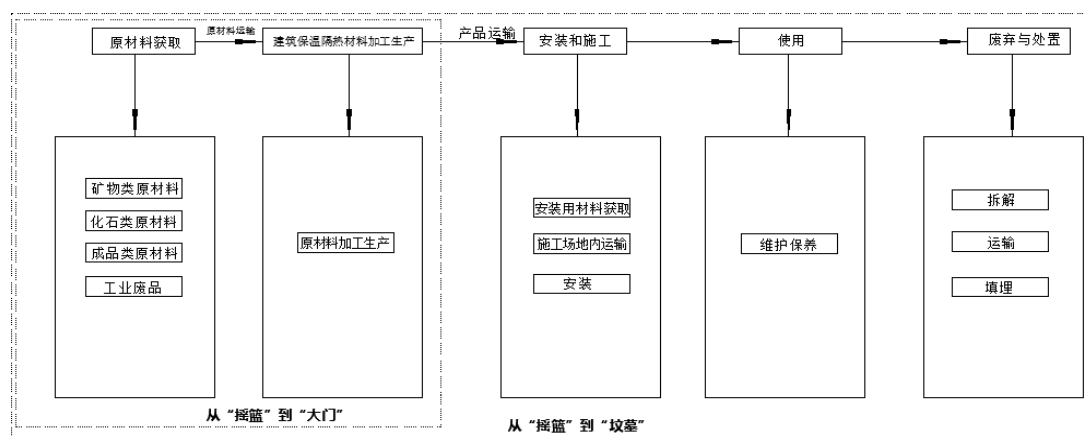 原材料获取
原材料运输
建筑保温隔热材料加工生产
产品运输
安装和施工
使用
废弃与处置
矿物类原材料
化石类原材料
成品类原材料
工业废品
原材料加工生产
安装用材料获取
施工场地内运输
安装
维护保养
拆解
运输
填埋
从“摇篮”到“大门”
从“摇篮”到“坟墓”